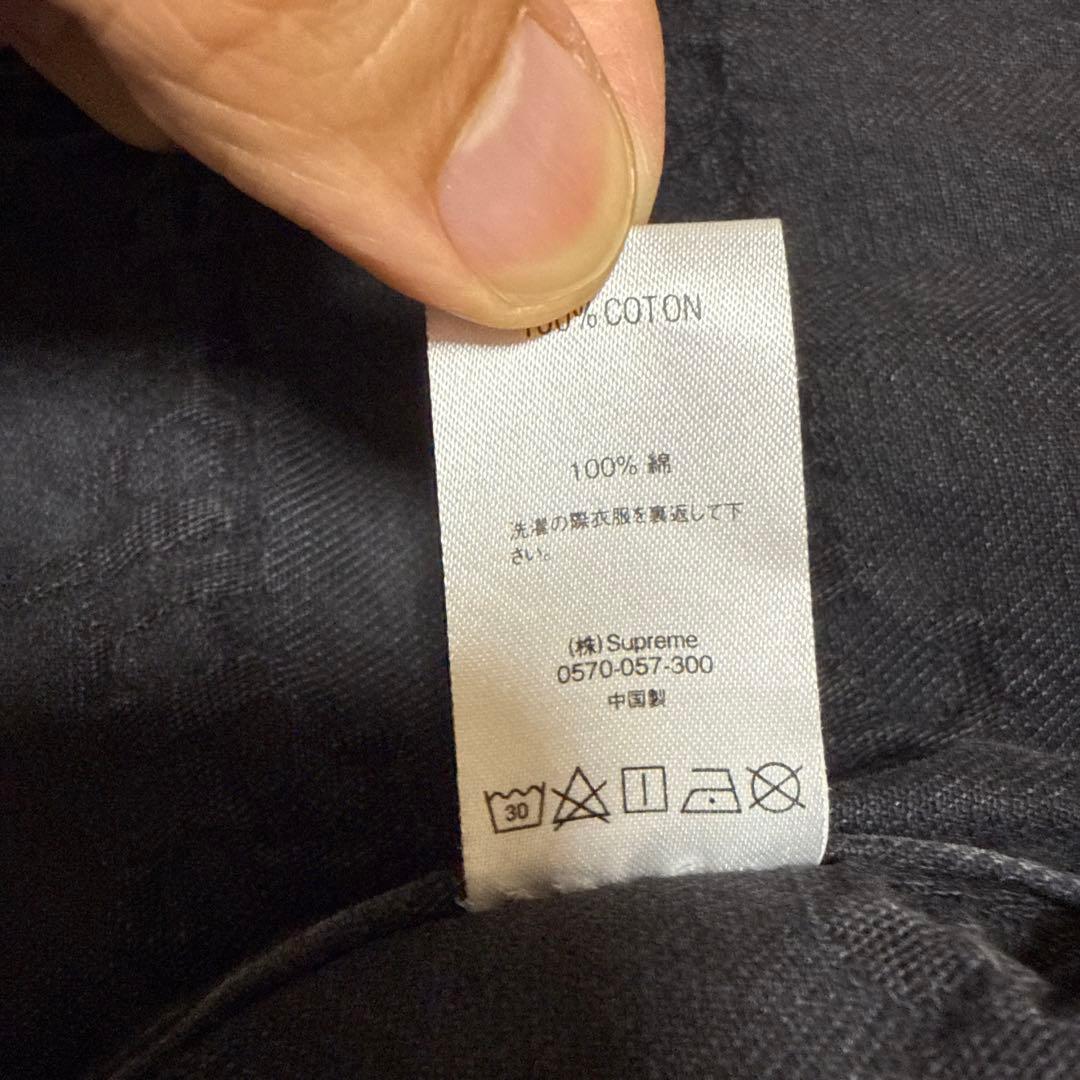 100% COTON
100% 綿
洗濯の際衣服を裏返して下
さい。
(株)Supreme
0570-057-300
中国製
30